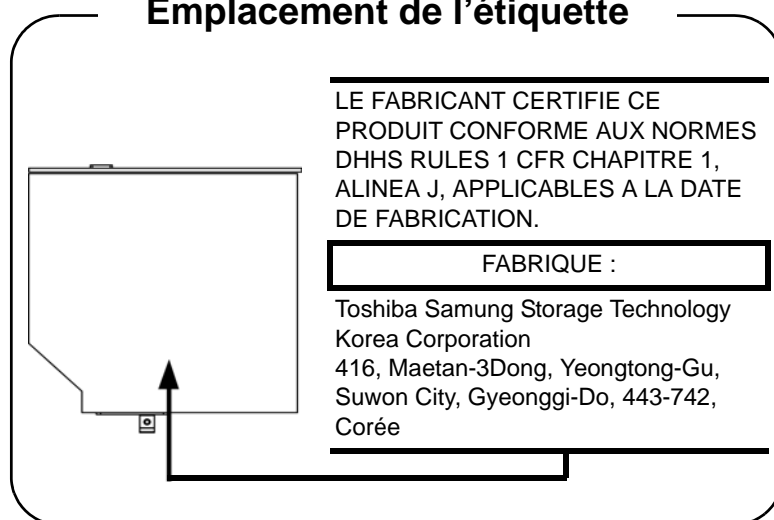 Emplacement de l’étiquette
LE FABRICANT CERTIFIE CE
PRODUIT CONFORME AUX NORMES
DHHS RULES 1 CFR CHAPITRE 1,
ALINEA J, APPLICABLES A LA DATE
DE FABRICATION.
FABRIQUE :
Toshiba Samsung Storage Technology
Korea Corporation
416, Maetan-3Dong, Yeongtong-Gu,
Suwon City, Gyeonggi-Do, 443-742,
Corée